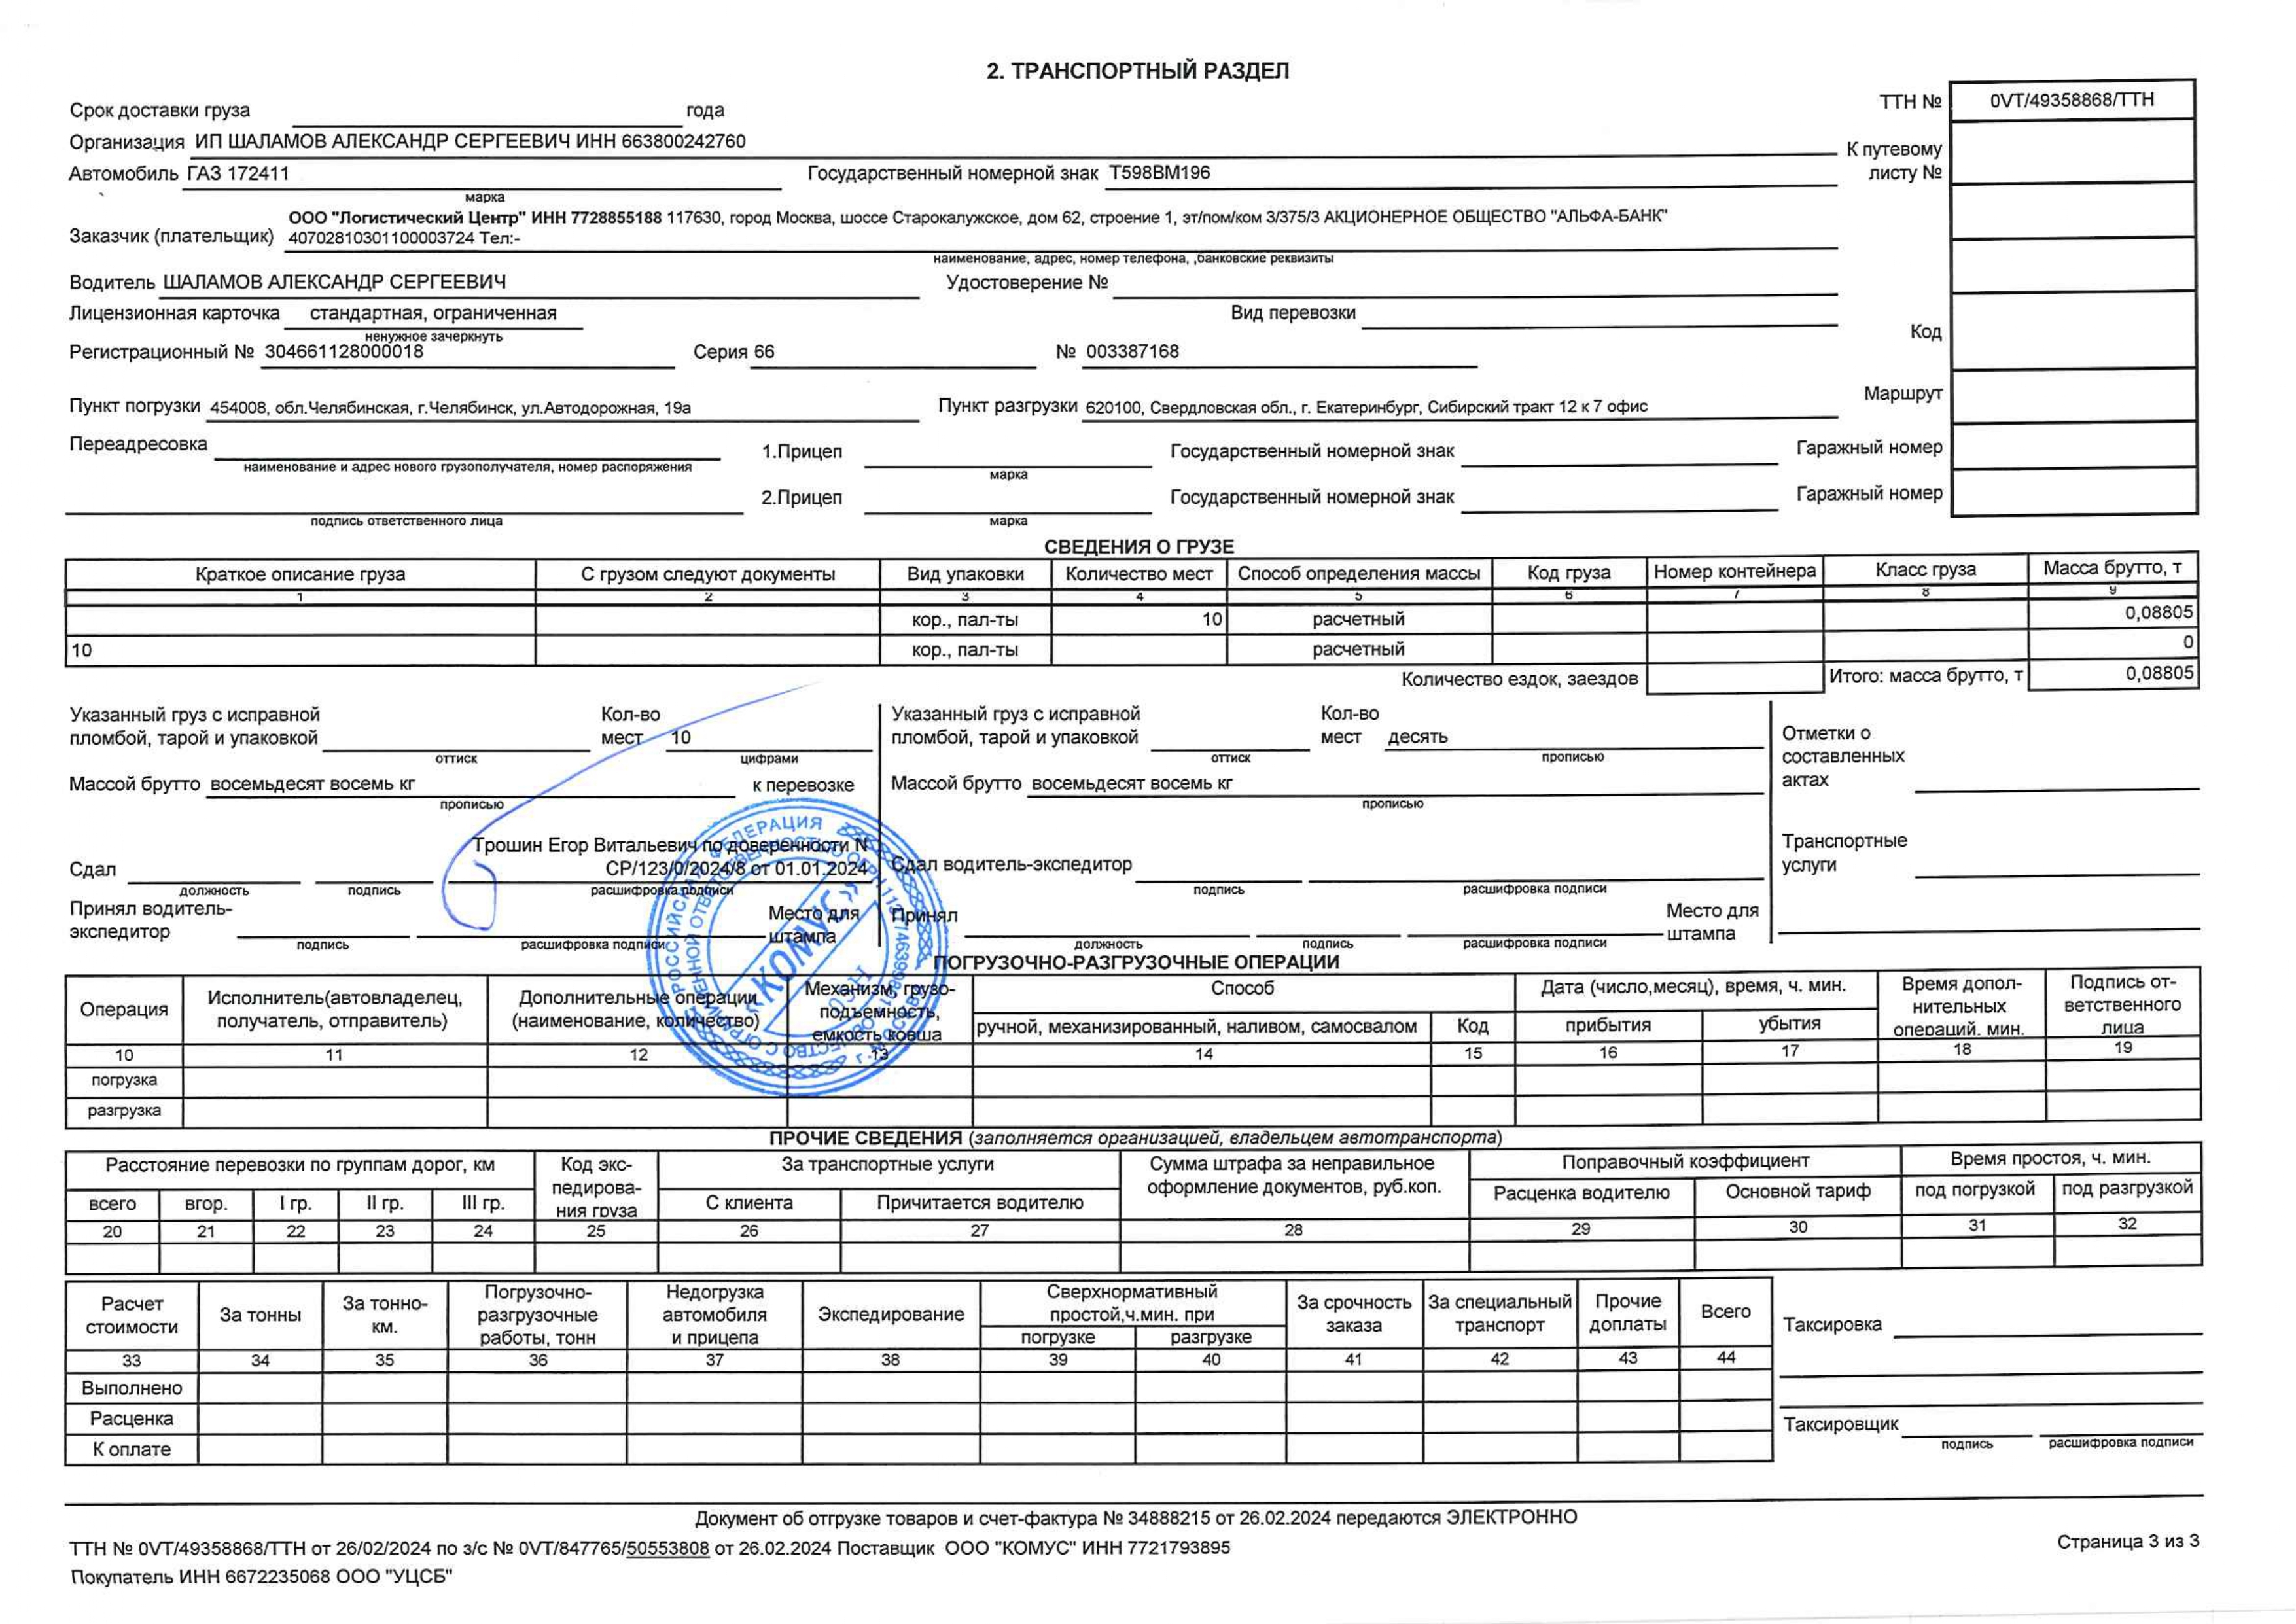 2. ТРАНСПОРТНЫЙ РАЗДЕЛ
Срок доставки груза года
ТТН № 0VT/49358868/ТТН
Организация ИП ШАЛАМОВ АЛЕКСАНДР СЕРГЕЕВИЧ ИНН 663800242760
К путевому
листу №
Автомобиль ГАЗ 172411 Государственный номерной знак Т598ВМ196
марка
ООО "Логистический Центр" ИНН 7728855188 117630, город Москва, шоссе Старокалужское, дом 62, строение 1, эт/пом/ком 3/375/3 АКЦИОНЕРНОЕ ОБЩЕСТВО "АЛЬФА-БАНК"
Заказчик (плательщик) 40702810301100003724 Тел:-
наименование, адрес, номер телефона, ,банковские реквизиты
Водитель ШАЛАМОВ АЛЕКСАНДР СЕРГЕЕВИЧ Удостоверение №
Лицензионная карточка стандартная, ограниченная Вид перевозки
ненужное зачеркнуть
Код
Регистрационный № 304661128000018 Серия 66 № 003387168
Маршрут
Пункт погрузки 454008, обл.Челябинская, г.Челябинск, ул.Автодорожная, 19а Пункт разгрузки 620100, Свердловская обл., г. Екатеринбург, Сибирский тракт 12 к 7 офис
Переадресовка 1.Прицеп Государственный номерной знак Гаражный номер
наименование и адрес нового грузополучателя, номер распоряжения марка
2.Прицеп Государственный номерной знак Гаражный номер
подпись ответственного лица марка
СВЕДЕНИЯ О ГРУЗЕ
Краткое описание груза С грузом следуют документы Вид упаковки Количество мест Способ определения массы Код груза Номер контейнера Класс груза Масса брутто, т
1 2 3 4 5 6 7 8 9
кор., пал-ты 10 расчетный 0,08805
10 кор., пал-ты расчетный 0
Количество ездок, заездов Итого: масса брутто, т 0,08805
Указанный груз с исправной Кол-во Указанный груз с исправной Кол-во
пломбой, тарой и упаковкой мест 10 пломбой, тарой и упаковкой мест десять
оттиск цифрами оттиск прописью
Отметки о
составленных
актах
Массой брутто восемьдесят восемь кг к перевозке Массой брутто восемьдесят восемь кг
прописью прописью
Трошин Егор Витальевич по доверенности N
Сдал СР/123/0/2024/8 от 01.01.2024 Сдал водитель-экспедитор
должность подпись расшифровка подписи подпись расшифровка подписи
Транспортные
услуги
Принял водитель- Место для Принял Место для
экспедитор штампа штампа
подпись расшифровка подписи должность подпись расшифровка подписи
РОССИЙСКАЯ ФЕДЕРАЦИЯ
«КОМУС»
ПОГРУЗОЧНО-РАЗГРУЗОЧНЫЕ ОПЕРАЦИИ
Операция Исполнитель(автовладелец, получатель, отправитель) Дополнительные операции (наименование, количество) Механизм, грузо-подъемность, емкость ковша Способ Дата (число,месяц), время, ч. мин. Время допол-нительных операций. мин. Подпись от-ветственного лица
ручной, механизированный, наливом, самосвалом Код прибытия убытия
10 11 12 13 14 15 16 17 18 19
погрузка
разгрузка
ПРОЧИЕ СВЕДЕНИЯ (заполняется организацией, владельцем автотранспорта)
Расстояние перевозки по группам дорог, км Код экс-педирова-ния груза За транспортные услуги Сумма штрафа за неправильное оформление документов, руб.коп. Поправочный коэффициент Время простоя, ч. мин.
всего вгор. I гр. II гр. III гр. С клиента Причитается водителю Расценка водителю Основной тариф под погрузкой под разгрузкой
20 21 22 23 24 25 26 27 28 29 30 31 32
Расчет стоимости За тонны За тонно-км. Погрузочно-разгрузочные работы, тонн Недогрузка автомобиля и прицепа Экспедирование Сверхнормативный простой,ч.мин. при За срочность заказа За специальный транспорт Прочие доплаты Всего
погрузке разгрузке
33 34 35 36 37 38 39 40 41 42 43 44
Выполнено
Расценка
К оплате
Таксировка
Таксировщик
подпись расшифровка подписи
Документ об отгрузке товаров и счет-фактура № 34888215 от 26.02.2024 передаются ЭЛЕКТРОННО
ТТН № 0VT/49358868/ТТН от 26/02/2024 по з/с № 0VT/847765/50553808 от 26.02.2024 Поставщик ООО "КОМУС" ИНН 7721793895
Страница 3 из 3
Покупатель ИНН 6672235068 ООО "УЦСБ"